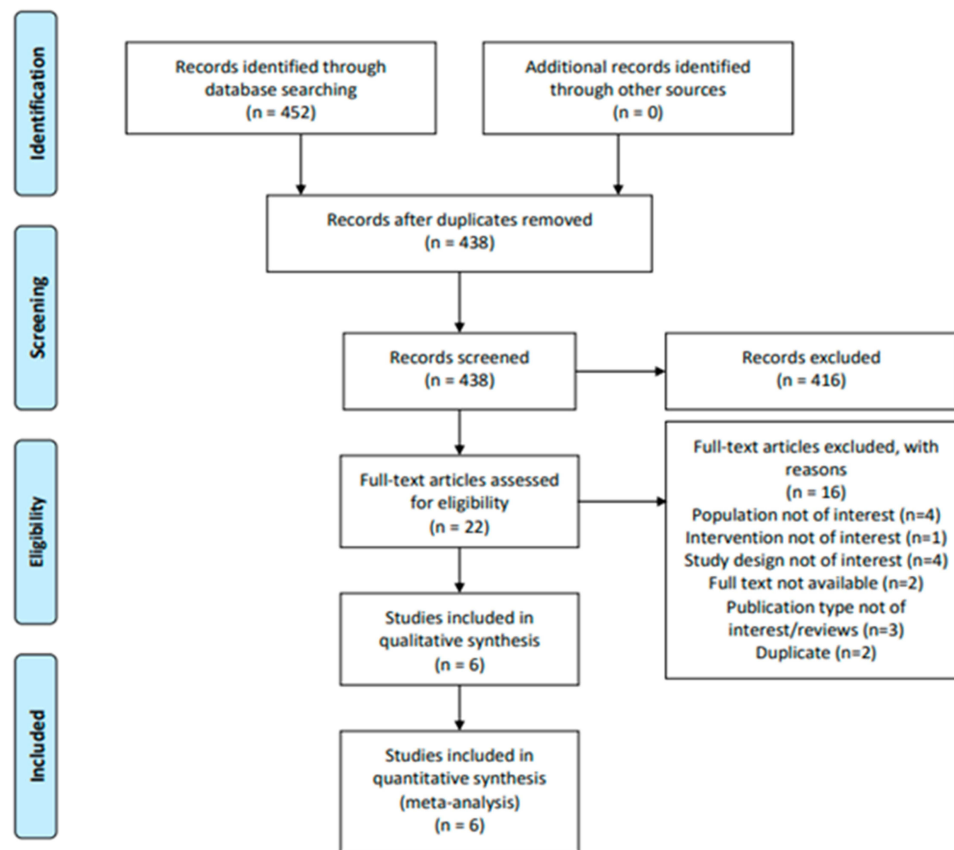 Identification
Records identified through
database searching
(n = 452)
Additional records identified
through other sources
(n = 0)
Records after duplicates removed
(n = 438)
Screening
Records screened
(n = 438)
Records excluded
(n = 416)
Eligibility
Full-text articles assessed
for eligibility
(n = 22)
Full-text articles excluded, with
reasons
(n = 16)
Population not of interest (n=4)
Intervention not of interest (n=1)
Study design not of interest (n=4)
Full text not available (n=2)
Publication type not of
interest/reviews (n=3)
Duplicate (n=2)
Studies included in
qualitative synthesis
(n = 6)
Included
Studies included in
quantitative synthesis
(meta-analysis)
(n = 6)